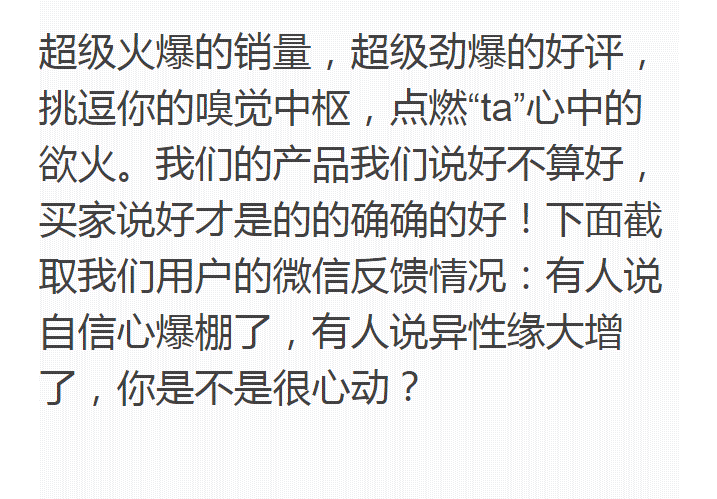 超级火爆的销量，超级劲爆的好评，
挑逗你的嗅觉中枢，点燃“ta”心中的
欲火。我们的产品我们说好不算好，
买家说好才是的的确确的好！下面截
取我们用户的微信反馈情况：有人说
自信心爆棚了，有人说异性缘大增
了，你是不是很心动？